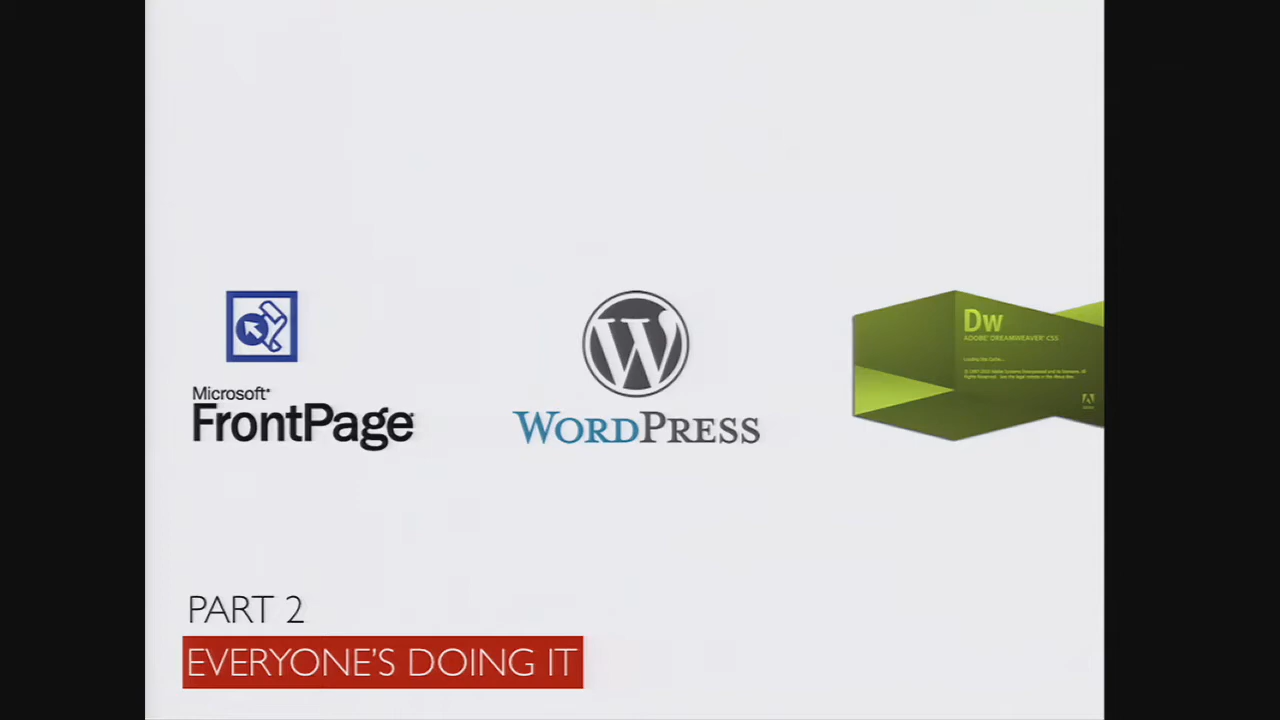 Microsoft
FrontPage
WORDPRESS
Dw
ADOBE DREAMWEAVER CS5
PART 2
EVERYONE'S DOING IT